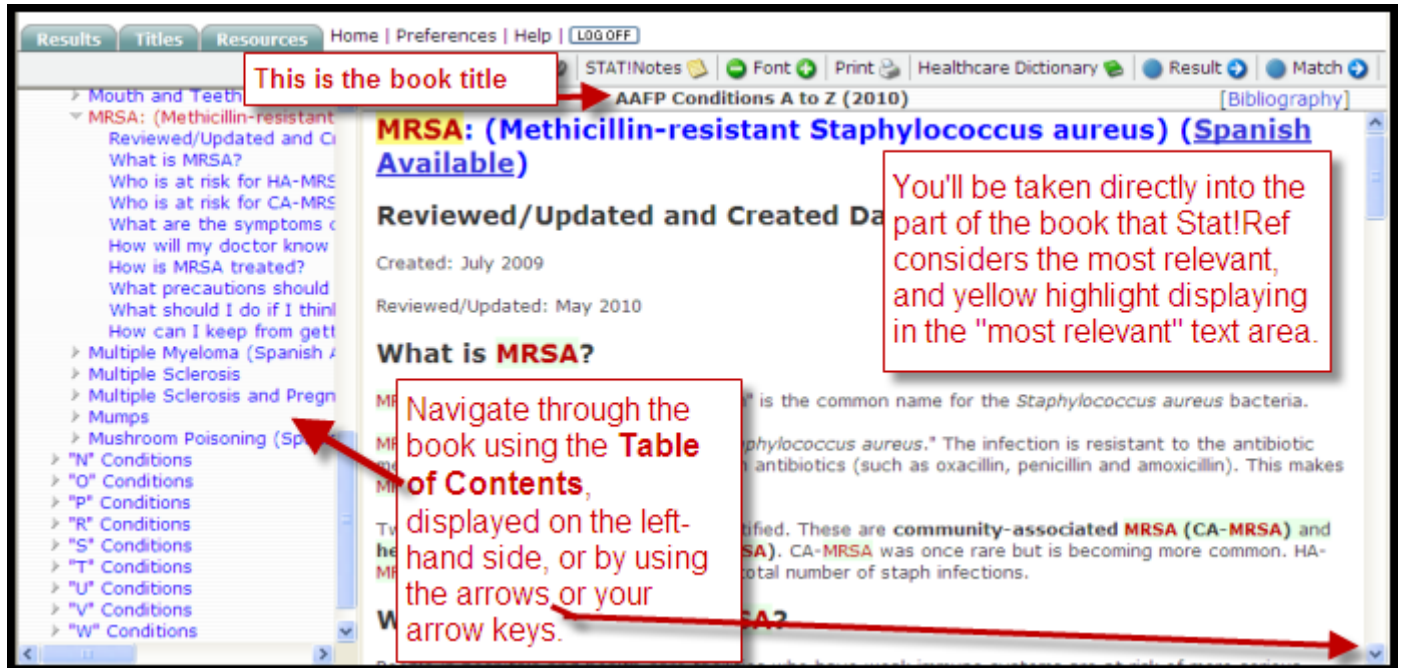 Results Titles Resources Home | Preferences | Help | LOG OFF
This is the book title
STAT!Notes Font Print Healthcare Dictionary Result Match
AAFP Conditions A to Z (2010) [Bibliography]
Mouth and Teeth
MRSA: (Methicillin-resistant
Reviewed/Updated and Cr
What is MRSA?
Who is at risk for HA-MRS
Who is at risk for CA-MRS
What are the symptoms o
How will my doctor know
How is MRSA treated?
What precautions should
What should I do if I thinl
How can I keep from gett
Multiple Myeloma (Spanish A
Multiple Sclerosis
Multiple Sclerosis and Pregn
Mumps
Mushroom Poisoning (Sp
"N" Conditions
"O" Conditions
"P" Conditions
"R" Conditions
"S" Conditions
"T" Conditions
"U" Conditions
"V" Conditions
"W" Conditions
MRSA: (Methicillin-resistant Staphylococcus aureus) (Spanish
Available)
Reviewed/Updated and Created Da
Created: July 2009
Reviewed/Updated: May 2010
What is MRSA?
" is the common name for the Staphylococcus aureus bacteria.
phylococcus aureus." The infection is resistant to the antibiotic
antibiotics (such as oxacillin, penicillin and amoxicillin). This makes
tified. These are community-associated MRSA (CA-MRSA) and
SA). CA-MRSA was once rare but is becoming more common. HA-
total number of staph infections.
SA?
You'll be taken directly into the
part of the book that Stat!Ref
considers the most relevant,
and yellow highlight displaying
in the "most relevant" text area.
Navigate through the
book using the Table
of Contents,
displayed on the left-
hand side, or by using
the arrows or your
arrow keys.